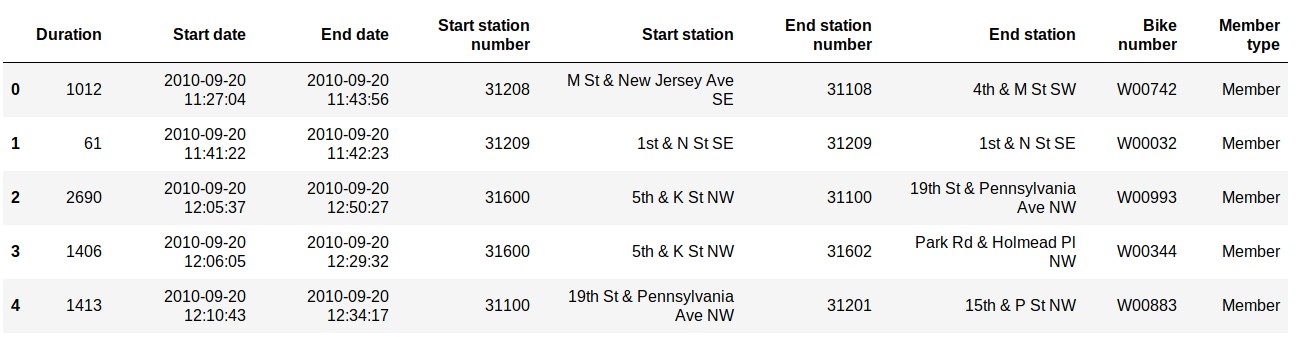 Duration Start date End date Start station number Start station End station number End station Bike number Member type
0 1012 2010-09-20 11:27:04 2010-09-20 11:43:56 31208 M St & New Jersey Ave SE 31108 4th & M St SW W00742 Member
1 61 2010-09-20 11:41:22 2010-09-20 11:42:23 31209 1st & N St SE 31209 1st & N St SE W00032 Member
2 2690 2010-09-20 12:05:37 2010-09-20 12:50:27 31600 5th & K St NW 31100 19th St & Pennsylvania Ave NW W00993 Member
3 1406 2010-09-20 12:06:05 2010-09-20 12:29:32 31600 5th & K St NW 31602 Park Rd & Holmead Pl NW W00344 Member
4 1413 2010-09-20 12:10:43 2010-09-20 12:34:17 31100 19th St & Pennsylvania Ave NW 31201 15th & P St NW W00883 Member